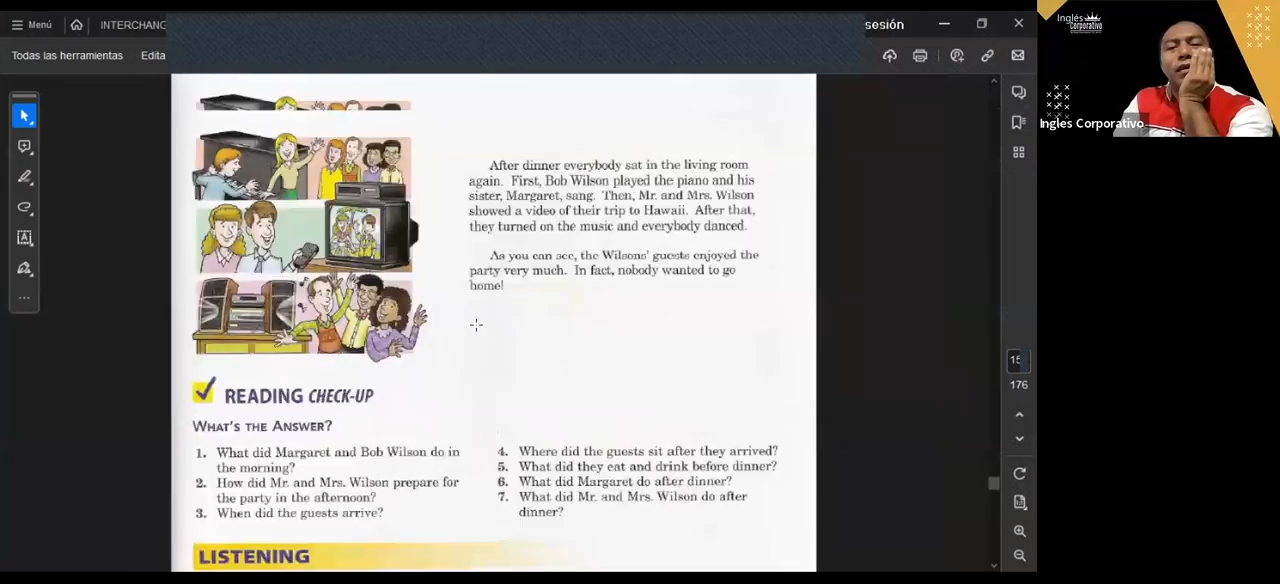 Menú
INTERCHANG
sesión
Todas las herramientas
Edita
Inglés
Corporativo
Ingles Corporativo
After dinner everybody sat in the living room
again. First, Bob Wilson played the piano and his
sister, Margaret, sang. Then, Mr. and Mrs. Wilson
showed a video of their trip to Hawaii. After that,
they turned on the music and everybody danced.
As you can see, the Wilsons' guests enjoyed the
party very much. In fact, nobody wanted to go
home!
15
176
READING CHECK-UP
WHAT'S THE ANSWER?
1. What did Margaret and Bob Wilson do in
the morning?
2. How did Mr. and Mrs. Wilson prepare for
the party in the afternoon?
3. When did the guests arrive?
4. Where did the guests sit after they arrived?
5. What did they eat and drink before dinner?
6. What did Margaret do after dinner?
7. What did Mr. and Mrs. Wilson do after
dinner?
LISTENING